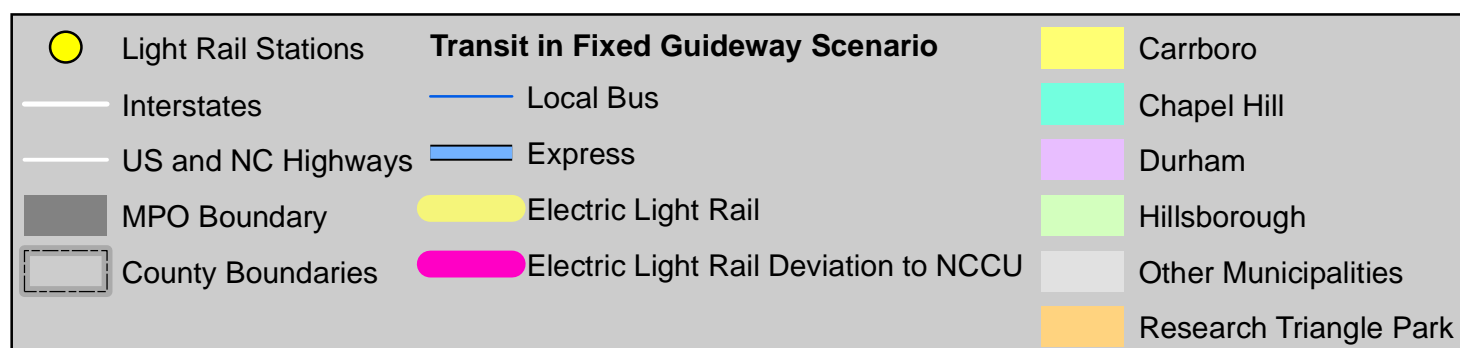 Light Rail Stations
Interstates
US and NC Highways
MPO Boundary
County Boundaries
Transit in Fixed Guideway Scenario
Local Bus
Express
Electric Light Rail
Electric Light Rail Deviation to NCCU
Carrboro
Chapel Hill
Durham
Hillsborough
Other Municipalities
Research Triangle Park